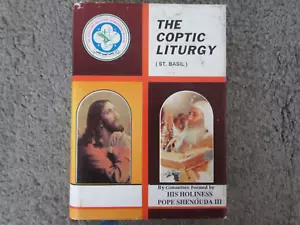 THE
COPTIC
LITURGY
(ST. BASIL)
By Committee Formed by
HIS HOLINESS
POPE SHENOUDA III